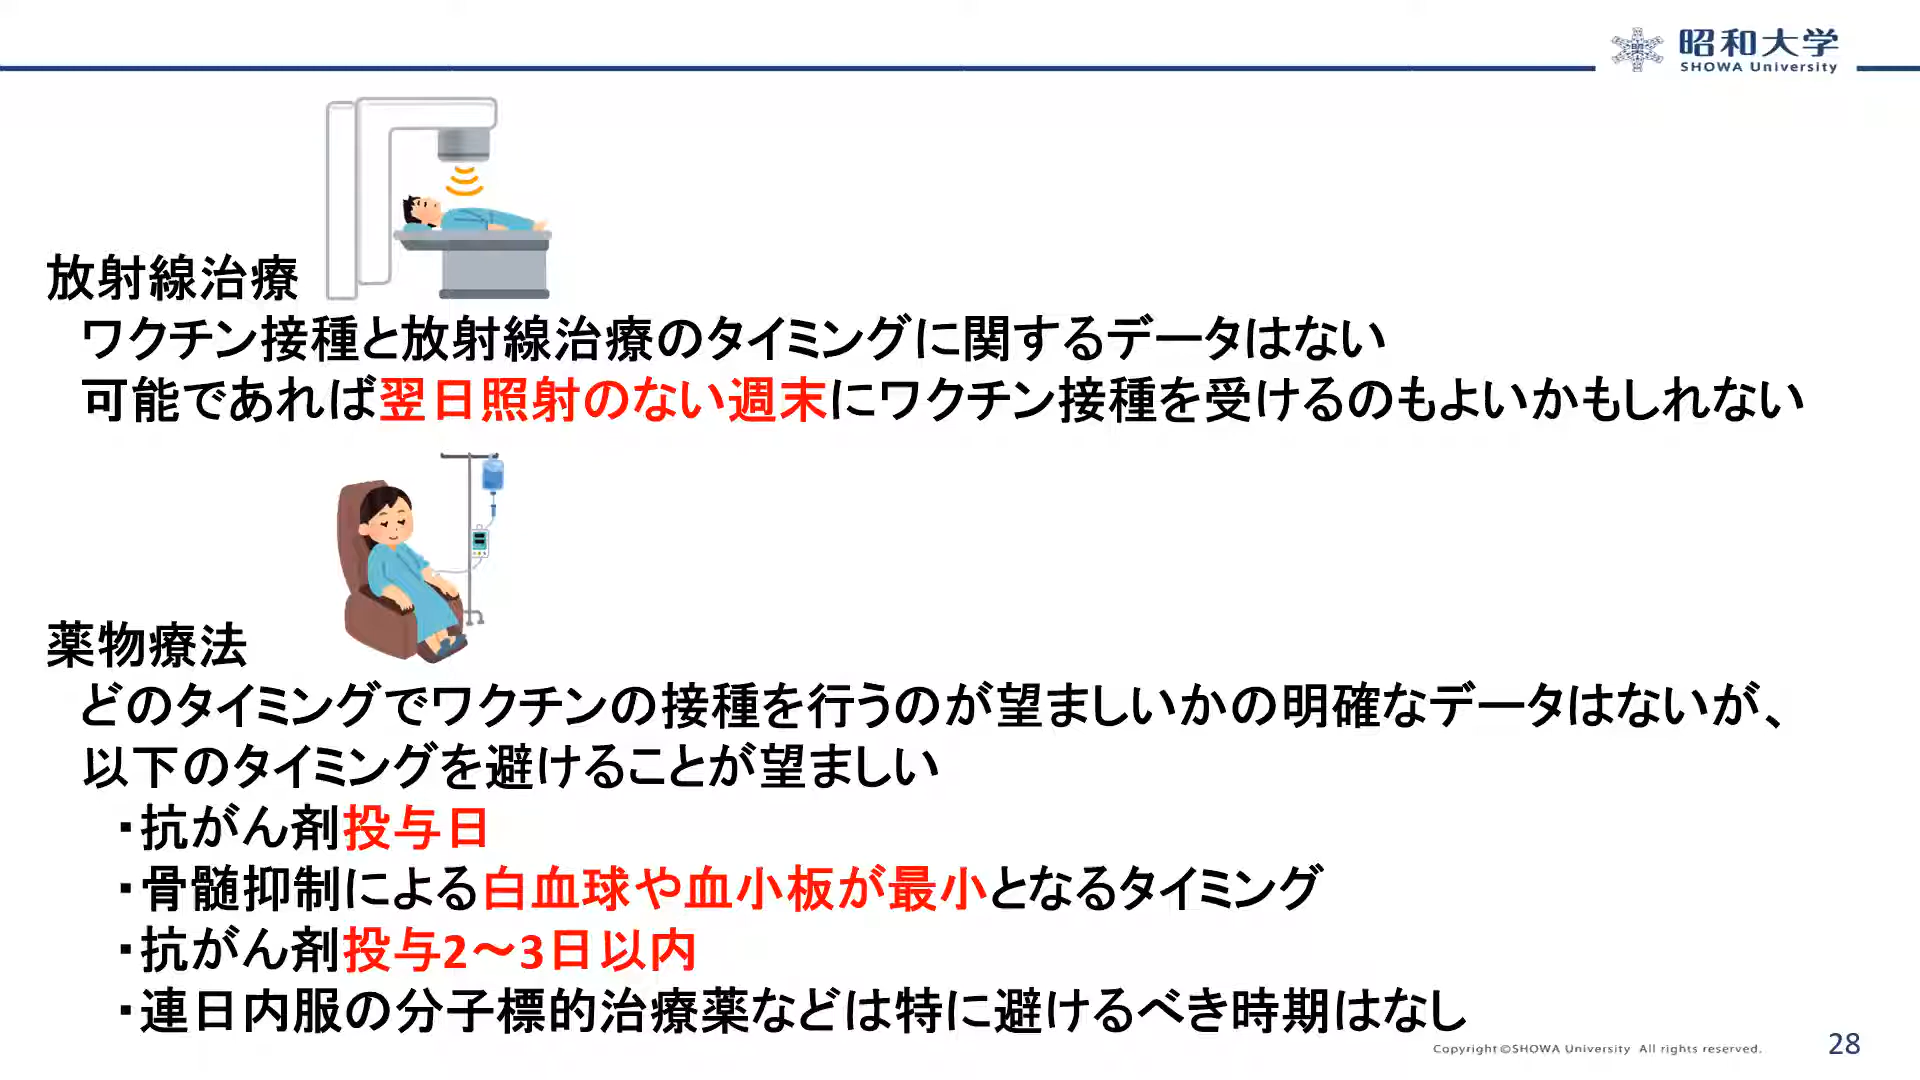 昭和大学
SHOWA University
放射線治療
ワクチン接種と放射線治療のタイミングに関するデータはない
可能であれば翌日照射のない週末にワクチン接種を受けるのもよいかもしれない
薬物療法
どのタイミングでワクチンの接種を行うのが望ましいかの明確なデータはないが、
以下のタイミングを避けることが望ましい
・抗がん剤投与日
・骨髄抑制による白血球や血小板が最小となるタイミング
・抗がん剤投与2〜3日以内
・連日内服の分子標的治療薬などは特に避けるべき時期はなし
Copyright ©SHOWA University All rights reserved.
28